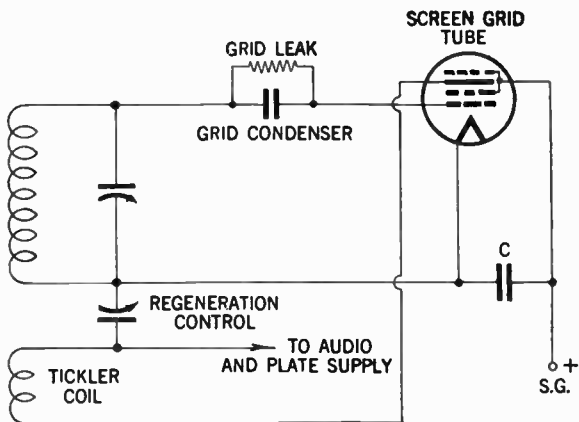 SCREEN GRID
TUBE
GRID LEAK
GRID CONDENSER
C
REGENERATION
CONTROL
TO AUDIO
AND PLATE SUPPLY
TICKLER
COIL
+
S.G.